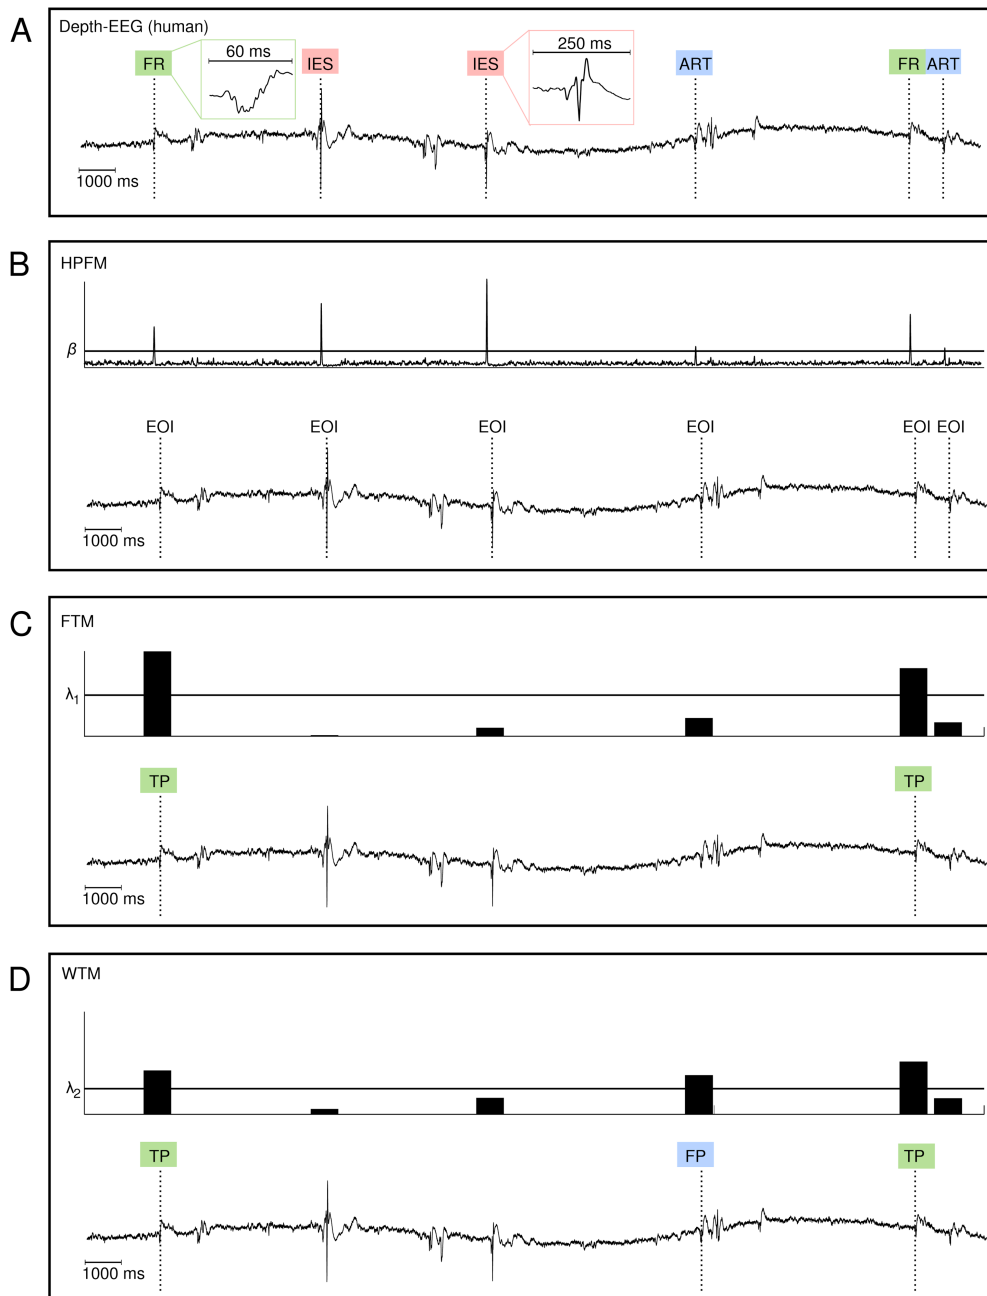 A
Depth-EEG (human)
FR
60 ms
IES
IES
250 ms
ART
FR
ART
1000 ms
B
HPFM
β
EOI
EOI
EOI
EOI
EOI
EOI
1000 ms
C
FTM
λ1
TP
TP
1000 ms
D
WTM
λ2
TP
FP
TP
1000 ms